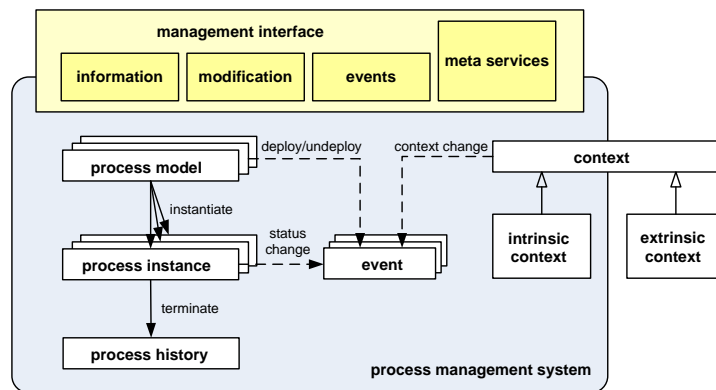 management interface
information
modification
events
meta services
process model
deploy/undeploy
context change
context
instantiate
process instance
status
change
event
intrinsic
context
extrinsic
context
terminate
process history
process management system